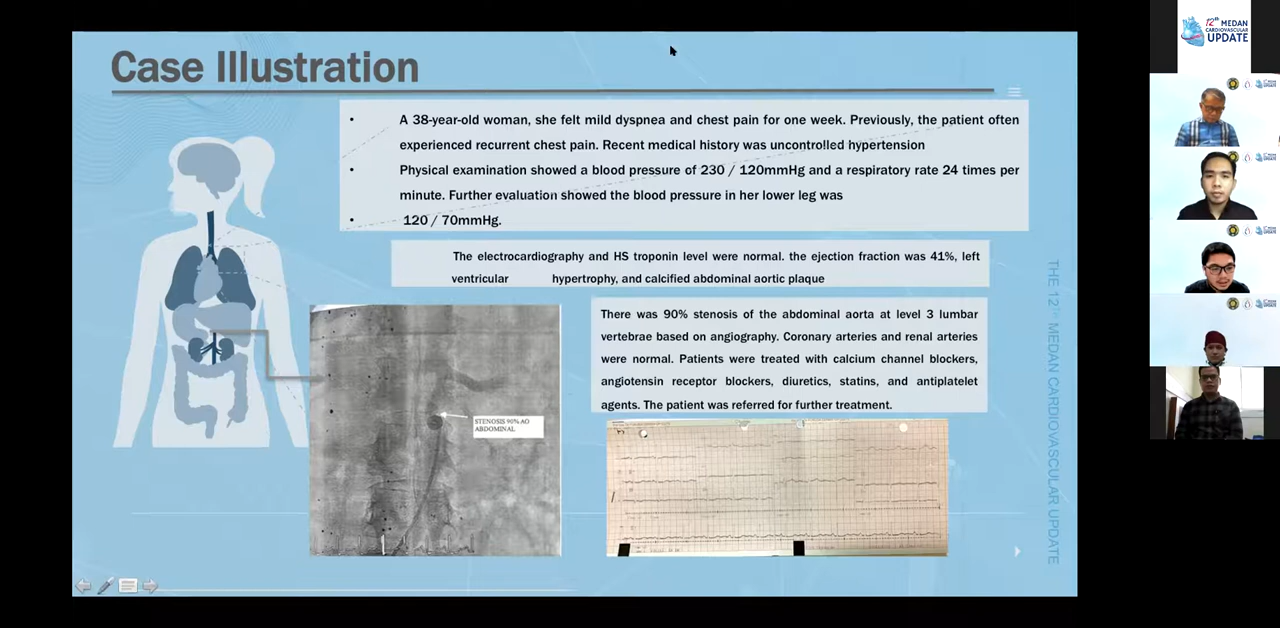 Case Illustration
• A 38-year-old woman, she felt mild dyspnea and chest pain for one week. Previously, the patient often
experienced recurrent chest pain. Recent medical history was uncontrolled hypertension
• Physical examination showed a blood pressure of 230 / 120mmHg and a respiratory rate 24 times per
minute. Further evaluation showed the blood pressure in her lower leg was
• 120 / 70mmHg.
The electrocardiography and HS troponin level were normal. the ejection fraction was 41%, left
ventricular hypertrophy, and calcified abdominal aortic plaque
There was 90% stenosis of the abdominal aorta at level 3 lumbar
vertebrae based on angiography. Coronary arteries and renal arteries
were normal. Patients were treated with calcium channel blockers,
angiotensin receptor blockers, diuretics, statins, and antiplatelet
agents. The patient was referred for further treatment.
STENOSIS 90% AO
ABDOMINAL
THE 12TH MEDAN CARDIOVASCULAR UPDATE
12th MEDAN
CARDIOVASCULAR
UPDATE